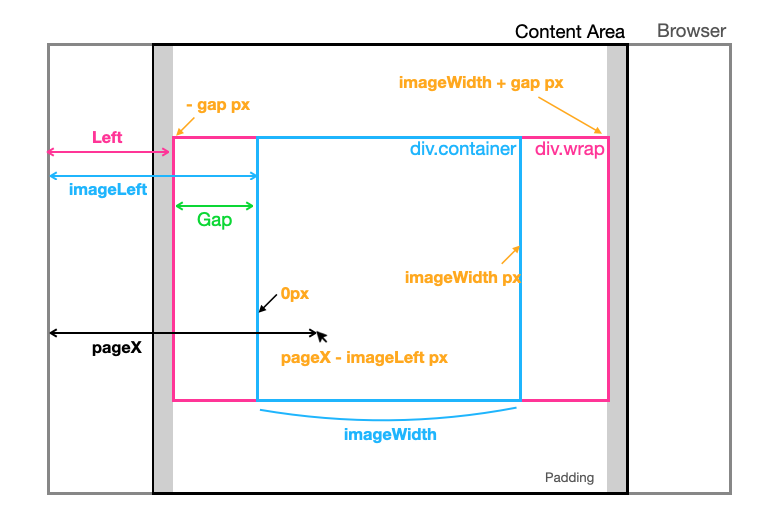 Content Area
Browser
imageWidth + gap px
- gap px
Left
div.container
div.wrap
imageLeft
Gap
imageWidth px
0px
pageX
pageX - imageLeft px
imageWidth
Padding